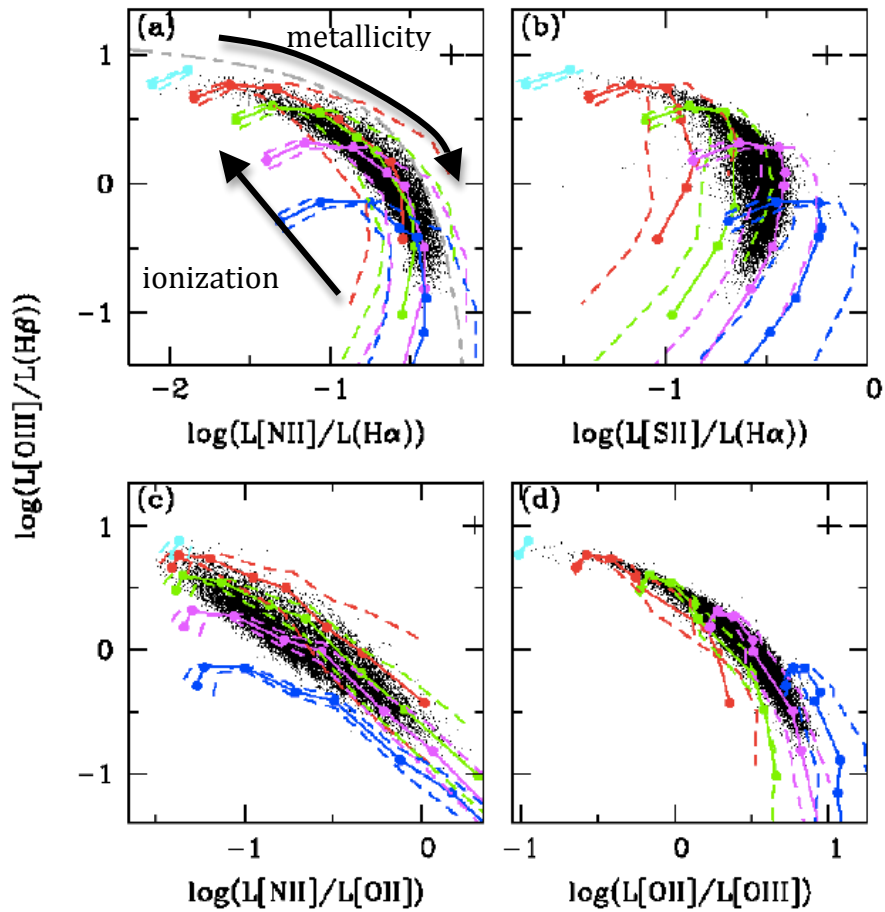 (a)
metallicity
(b)
1
0
−1
ionization
−2
−1
−1
0
log(L[NII]/L(Hα))
log(L[SII]/L(Hα))
log(L[OIII]/L(Hβ))
(c)
(d)
1
0
−1
−1
0
−1
0
1
log(L[NII]/L[OII])
log(L[OII]/L[OIII])